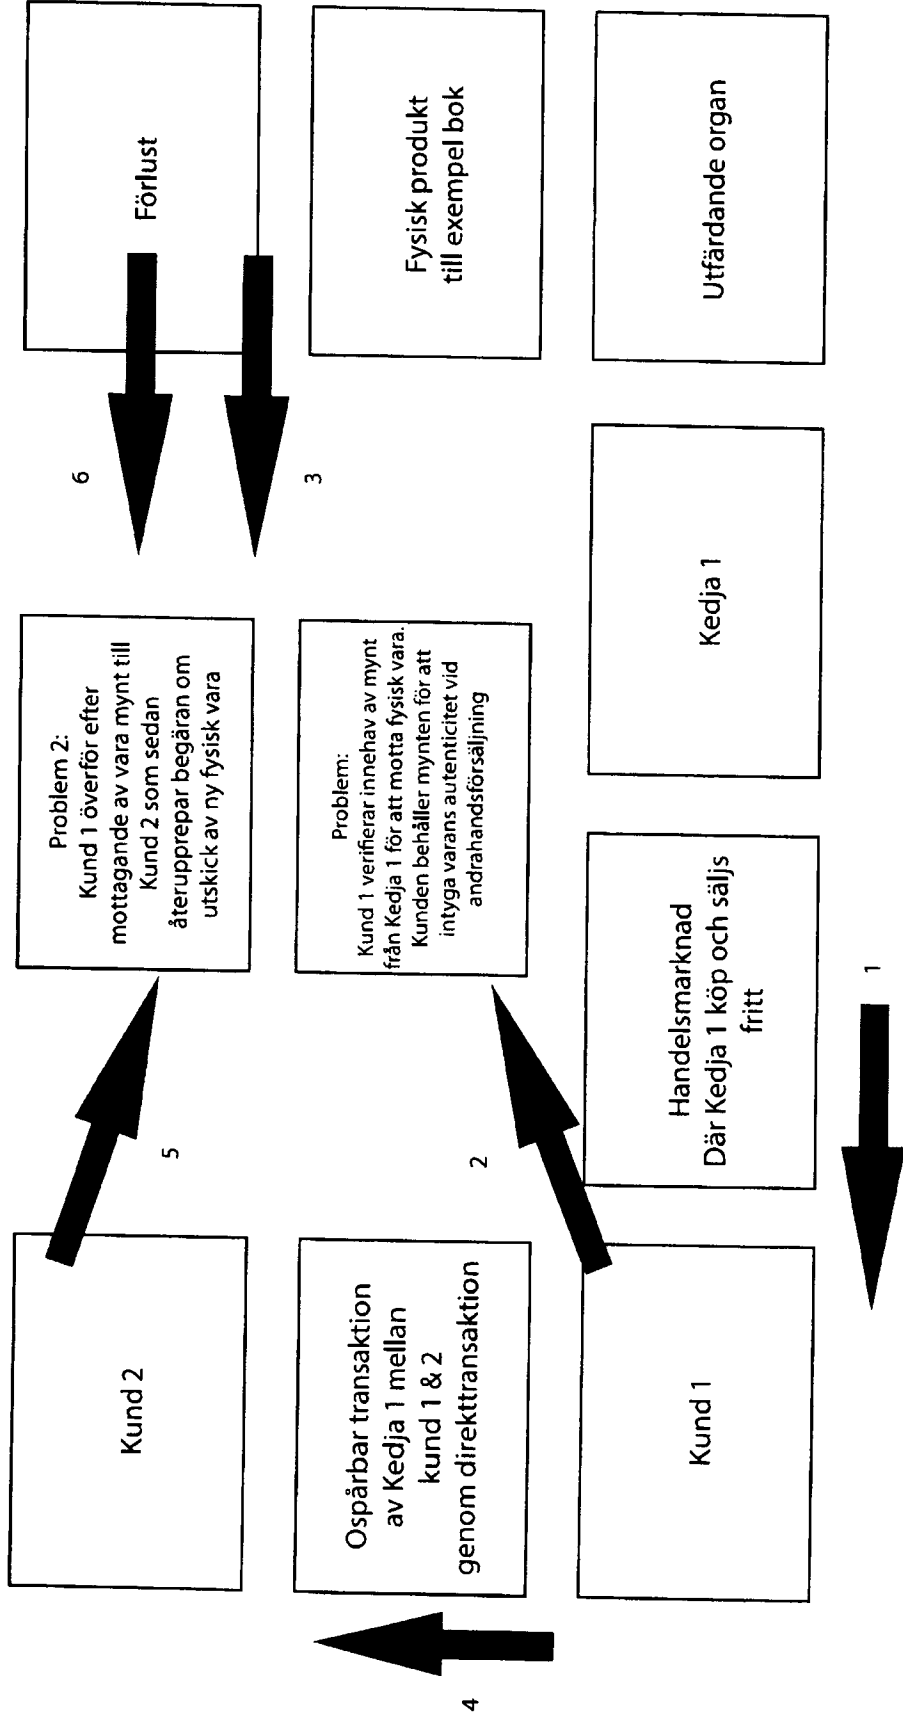 Kund 2
5
Problem 2:
Kund 1 överför efter
mottagande av vara mynt till
Kund 2 som sedan
återupprepar begäran om
utskick av ny fysisk vara
6
Förlust
4
Ospårbar transaktion
av Kedja 1 mellan
kund 1 & 2
genom direkttransaktion
2
Problem:
Kund 1 verifierar innehav av mynt
från Kedja 1 för att motta fysisk vara.
Kunden behåller mynten för att
intyga varans autenticitet vid
andrahandsförsäljning
3
Fysisk produkt
till exempel bok
Kund 1
Handelsmarknad
Där Kedja 1 köp och säljs
fritt
Kedja 1
Utfärdande organ
1